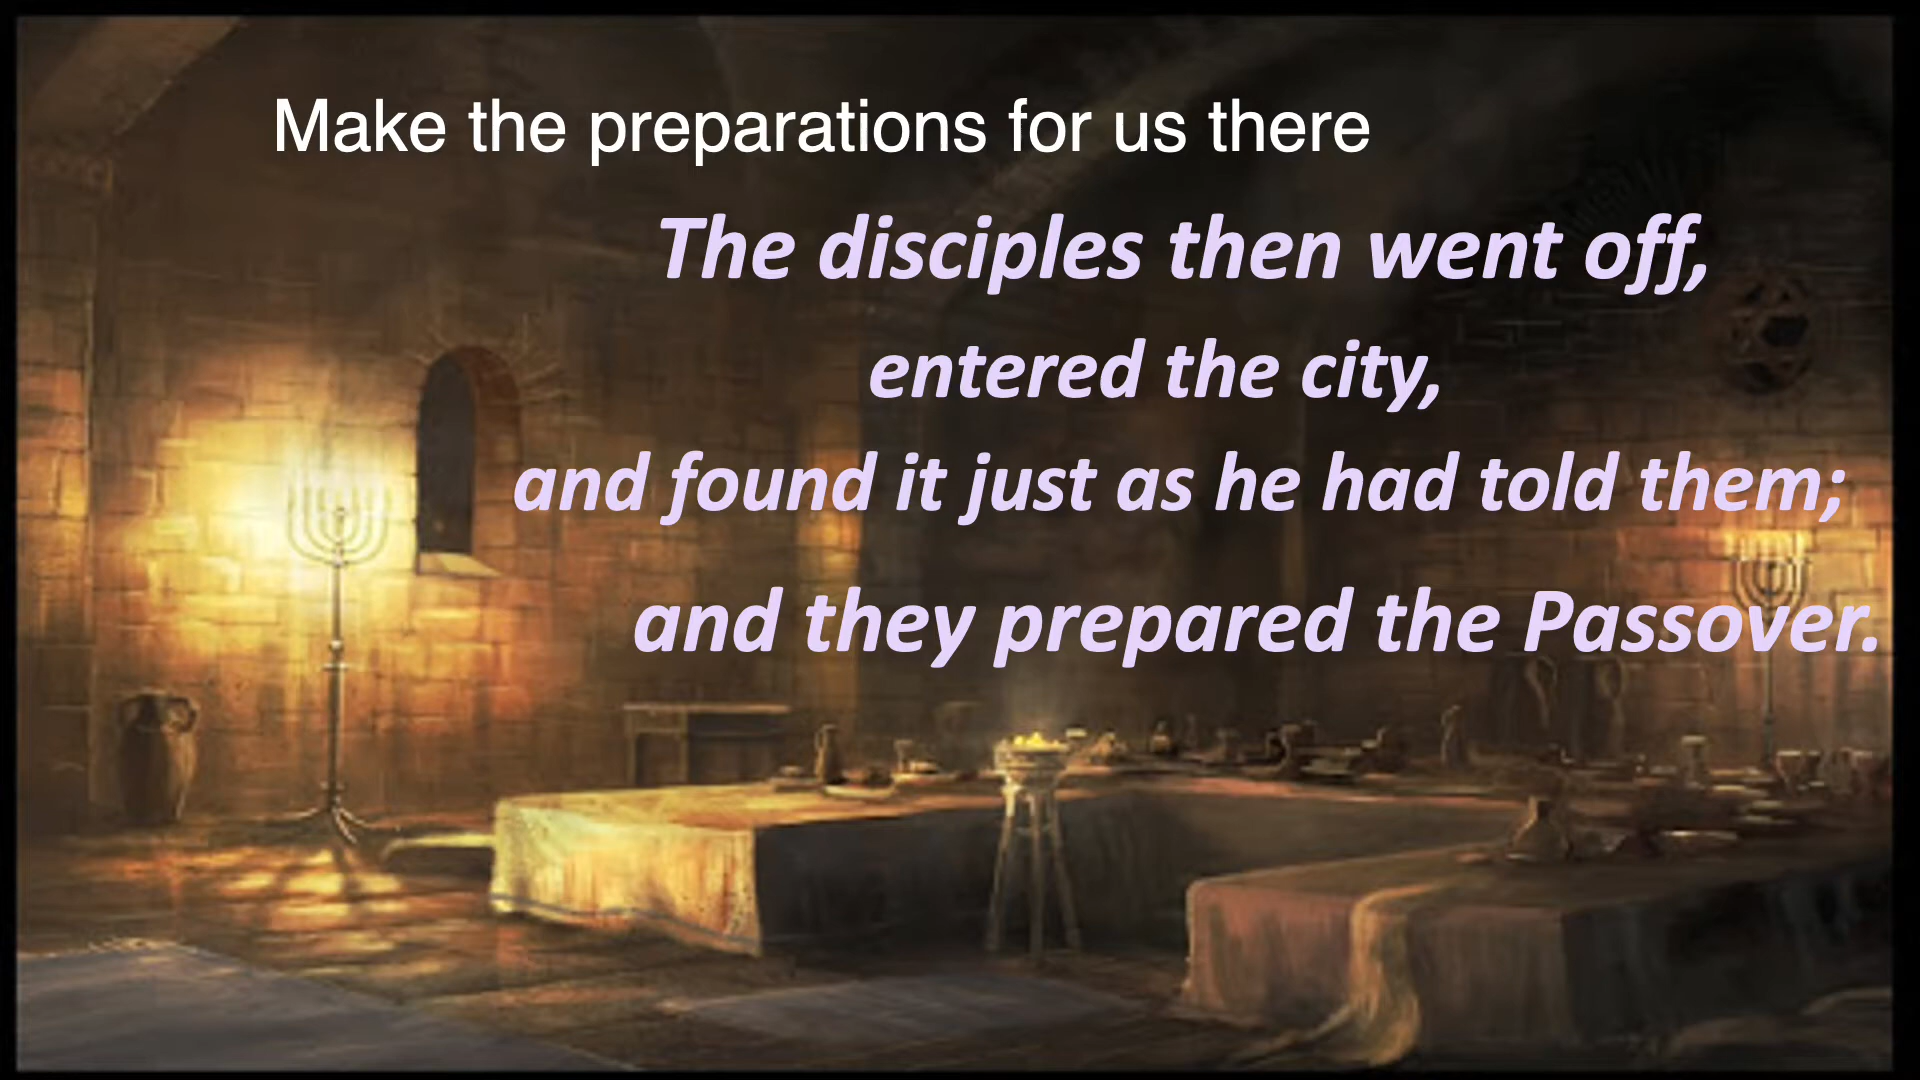 Make the preparations for us there
The disciples then went off,
entered the city,
and found it just as he had told them;
and they prepared the Passover.